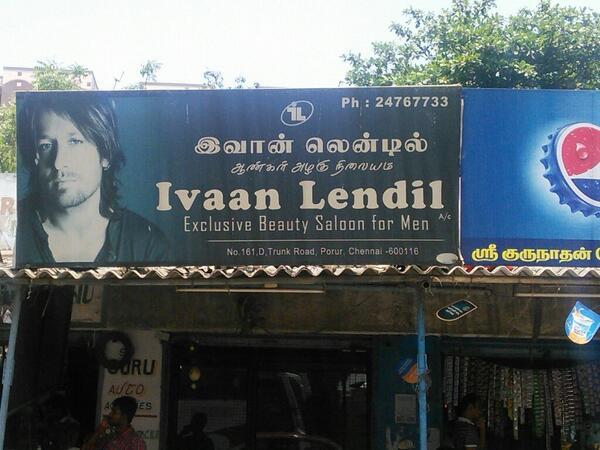 IL
Ph : 24767733
இவான் லென்டில்
ஆண்கள் அழகு நிலையம்
Ivaan Lendil
A/c
Exclusive Beauty Saloon for Men
No.161,D,Trunk Road, Porur, Chennai -600116
ஸ்ரீ குருநாதன்
GURU
AUTO